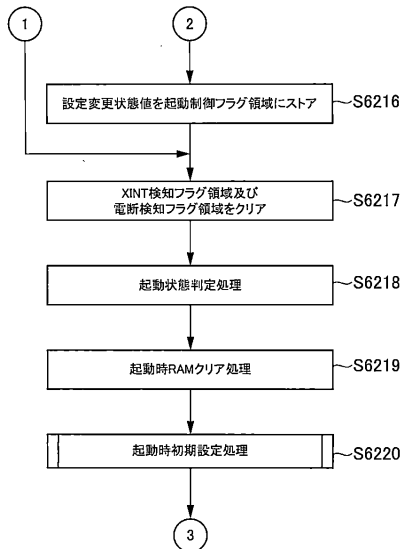 1
2
設定変更状態値を起動制御フラグ領域にストア
S6216
XINT検知フラグ領域及び
電断検知フラグ領域をクリア
S6217
起動状態判定処理
S6218
起動時RAMクリア処理
S6219
起動時初期設定処理
S6220
3